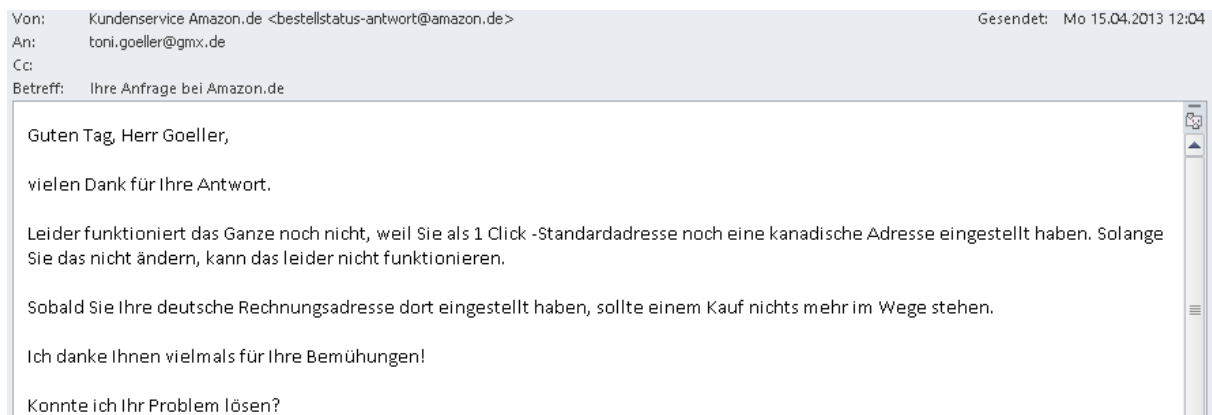 Von: Kundenservice Amazon.de <bestellstatus-antwort@amazon.de> Gesendet: Mo 15.04.2013 12:04
An: toni.goeller@gmx.de
Cc:
Betreff: Ihre Anfrage bei Amazon.de
Guten Tag, Herr Goeller,
vielen Dank für Ihre Antwort.
Leider funktioniert das Ganze noch nicht, weil Sie als 1 Click -Standardadresse noch eine kanadische Adresse eingestellt haben. Solange
Sie das nicht ändern, kann das leider nicht funktionieren.
Sobald Sie Ihre deutsche Rechnungsadresse dort eingestellt haben, sollte einem Kauf nichts mehr im Wege stehen.
Ich danke Ihnen vielmals für Ihre Bemühungen!
Konnte ich Ihr Problem lösen?